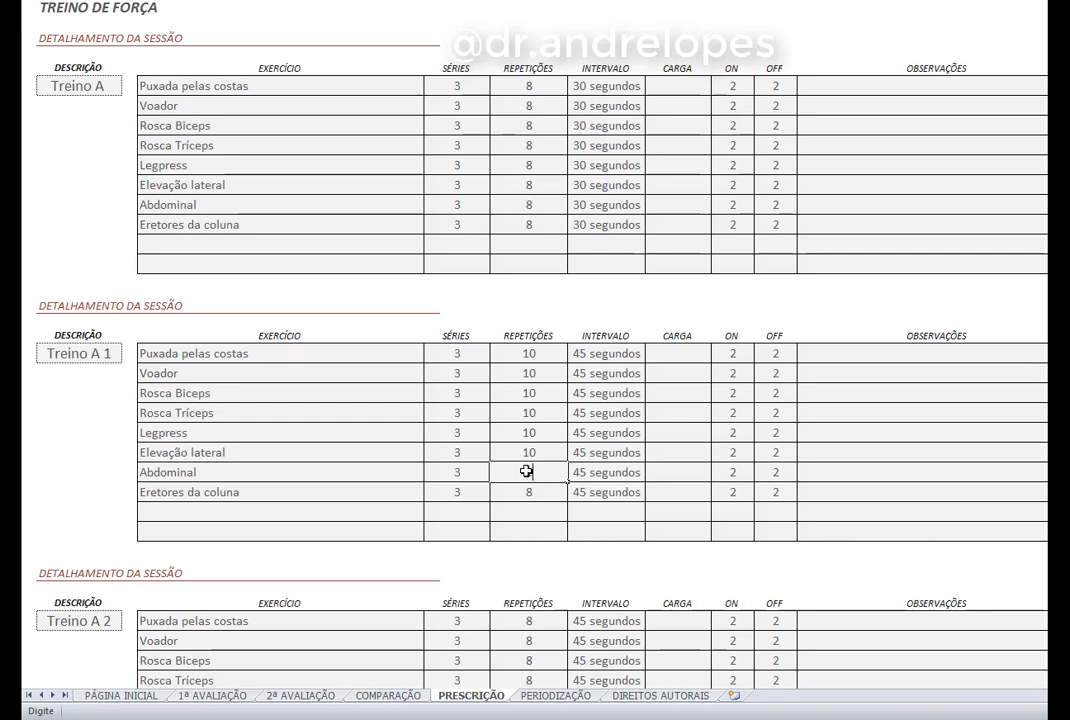 TREINO DE FORÇA
@dr.andrelopes
DETALHAMENTO DA SESSÃO
DESCRIÇÃO EXERCÍCIO SÉRIES REPETIÇÕES INTERVALO CARGA ON OFF OBSERVAÇÕES
Treino A Puxada pelas costas 3 8 30 segundos 2 2
Voador 3 8 30 segundos 2 2
Rosca Biceps 3 8 30 segundos 2 2
Rosca Tríceps 3 8 30 segundos 2 2
Legpress 3 8 30 segundos 2 2
Elevação lateral 3 8 30 segundos 2 2
Abdominal 3 8 30 segundos 2 2
Eretores da coluna 3 8 30 segundos 2 2
DETALHAMENTO DA SESSÃO
DESCRIÇÃO EXERCÍCIO SÉRIES REPETIÇÕES INTERVALO CARGA ON OFF OBSERVAÇÕES
Treino A 1 Puxada pelas costas 3 10 45 segundos 2 2
Voador 3 10 45 segundos 2 2
Rosca Biceps 3 10 45 segundos 2 2
Rosca Tríceps 3 10 45 segundos 2 2
Legpress 3 10 45 segundos 2 2
Elevação lateral 3 10 45 segundos 2 2
Abdominal 3 45 segundos 2 2
Eretores da coluna 3 8 45 segundos 2 2
DETALHAMENTO DA SESSÃO
DESCRIÇÃO EXERCÍCIO SÉRIES REPETIÇÕES INTERVALO CARGA ON OFF OBSERVAÇÕES
Treino A 2 Puxada pelas costas 3 8 45 segundos 2 2
Voador 3 8 45 segundos 2 2
Rosca Biceps 3 8 45 segundos 2 2
Rosca Tríceps 3 8 45 segundos 2 2
PÁGINA INICIAL 1ª AVALIAÇÃO 2ª AVALIAÇÃO COMPARAÇÃO PRESCRIÇÃO PERIODIZAÇÃO DIREITOS AUTORAIS
Digite